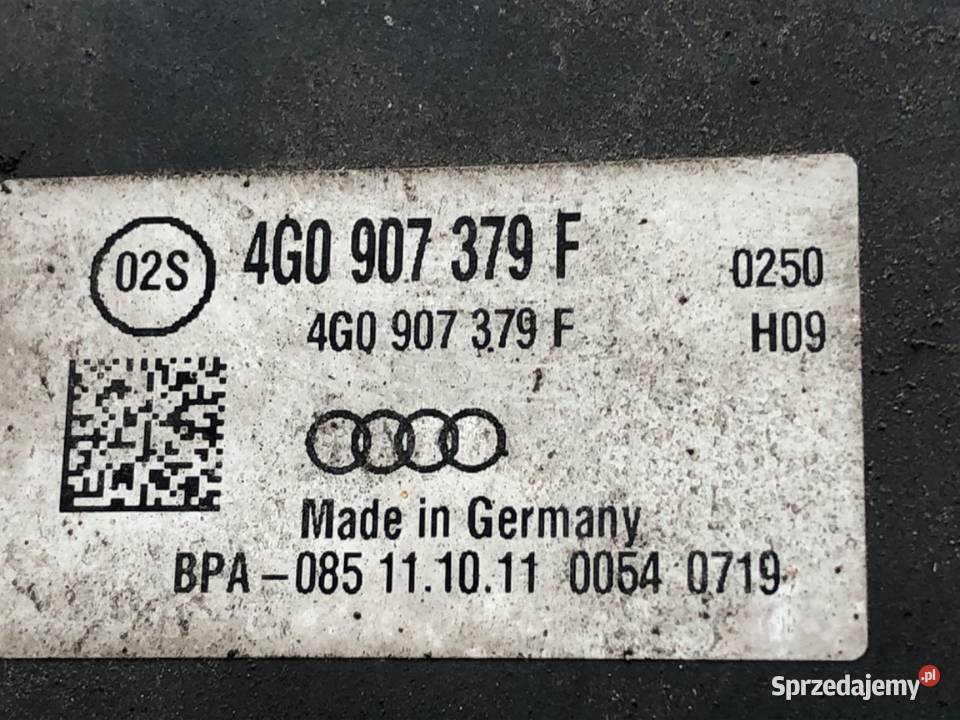 02S 4G0 907 379 F 0250
4G0 907 379 F H09
Made in Germany
BPA-085 11.10.11 0054 0719
Sprzedajemy.pl